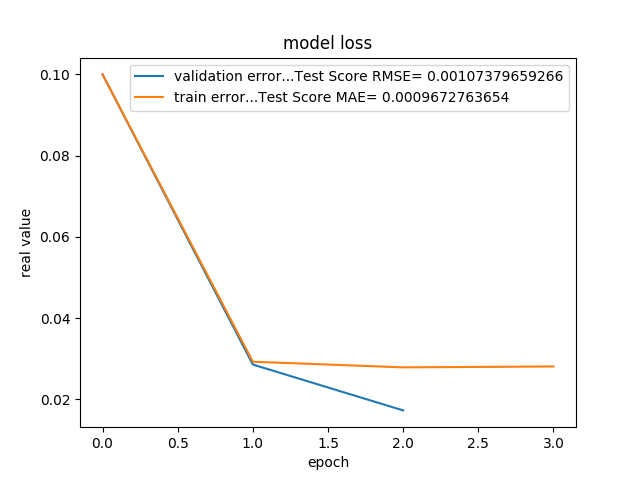 model loss
validation error...Test Score RMSE= 0.00107379659266
train error...Test Score MAE= 0.0009672763654
0.10
0.08
0.06
0.04
0.02
real value
0.0 0.5 1.0 1.5 2.0 2.5 3.0
epoch